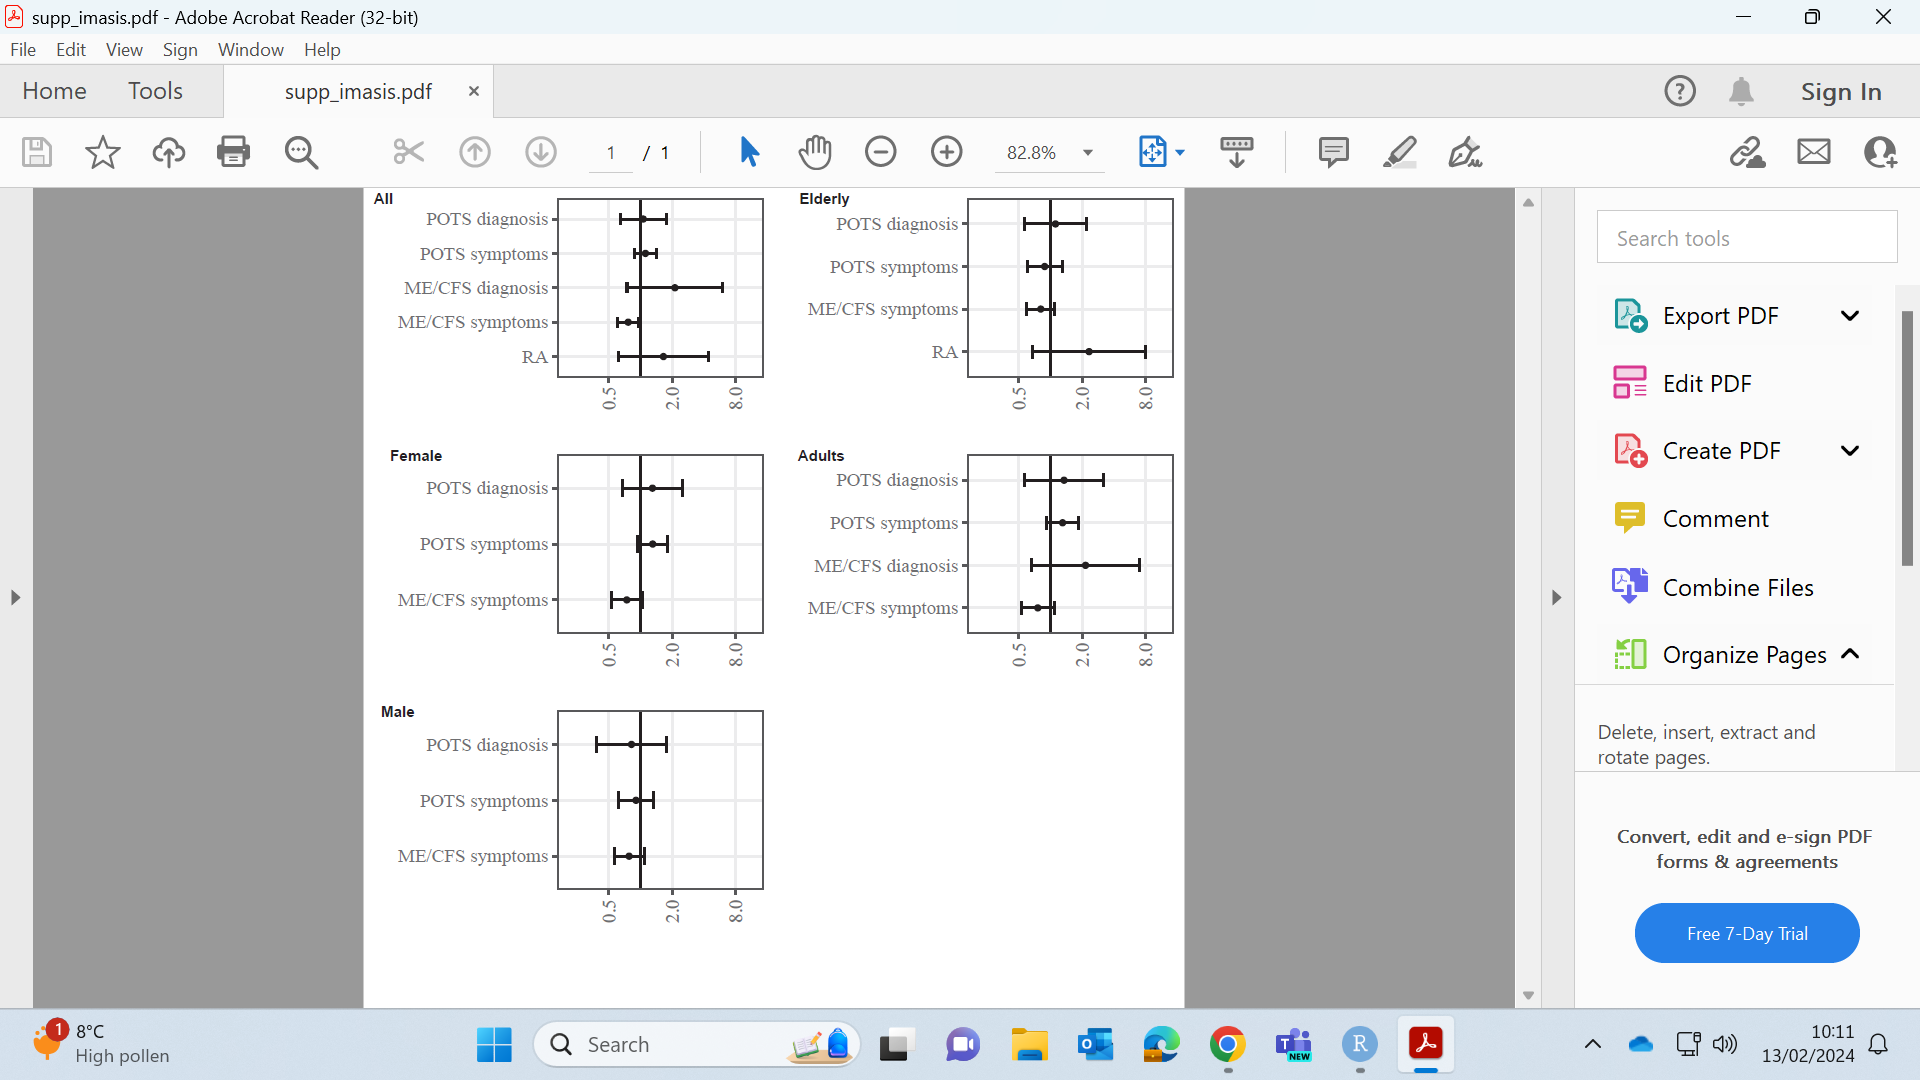 supp_imasis.pdf - Adobe Acrobat Reader (32-bit)
File Edit View Sign Window Help
Home Tools supp_imasis.pdf × ? Sign In
1 / 1 82.8%
All
POTS diagnosis
POTS symptoms
ME/CFS diagnosis
ME/CFS symptoms
RA
0.5 2.0 8.0
Elderly
POTS diagnosis
POTS symptoms
ME/CFS symptoms
RA
0.5 2.0 8.0
Female
POTS diagnosis
POTS symptoms
ME/CFS symptoms
0.5 2.0 8.0
Adults
POTS diagnosis
POTS symptoms
ME/CFS diagnosis
ME/CFS symptoms
0.5 2.0 8.0
Male
POTS diagnosis
POTS symptoms
ME/CFS symptoms
0.5 2.0 8.0
Search tools
Export PDF
Edit PDF
Create PDF
Comment
Combine Files
Organize Pages
Delete, insert, extract and
rotate pages.
Convert, edit and e-sign PDF
forms & agreements
Free 7-Day Trial
1
8°C
High pollen
Search
NEW
R
10:11
13/02/2024